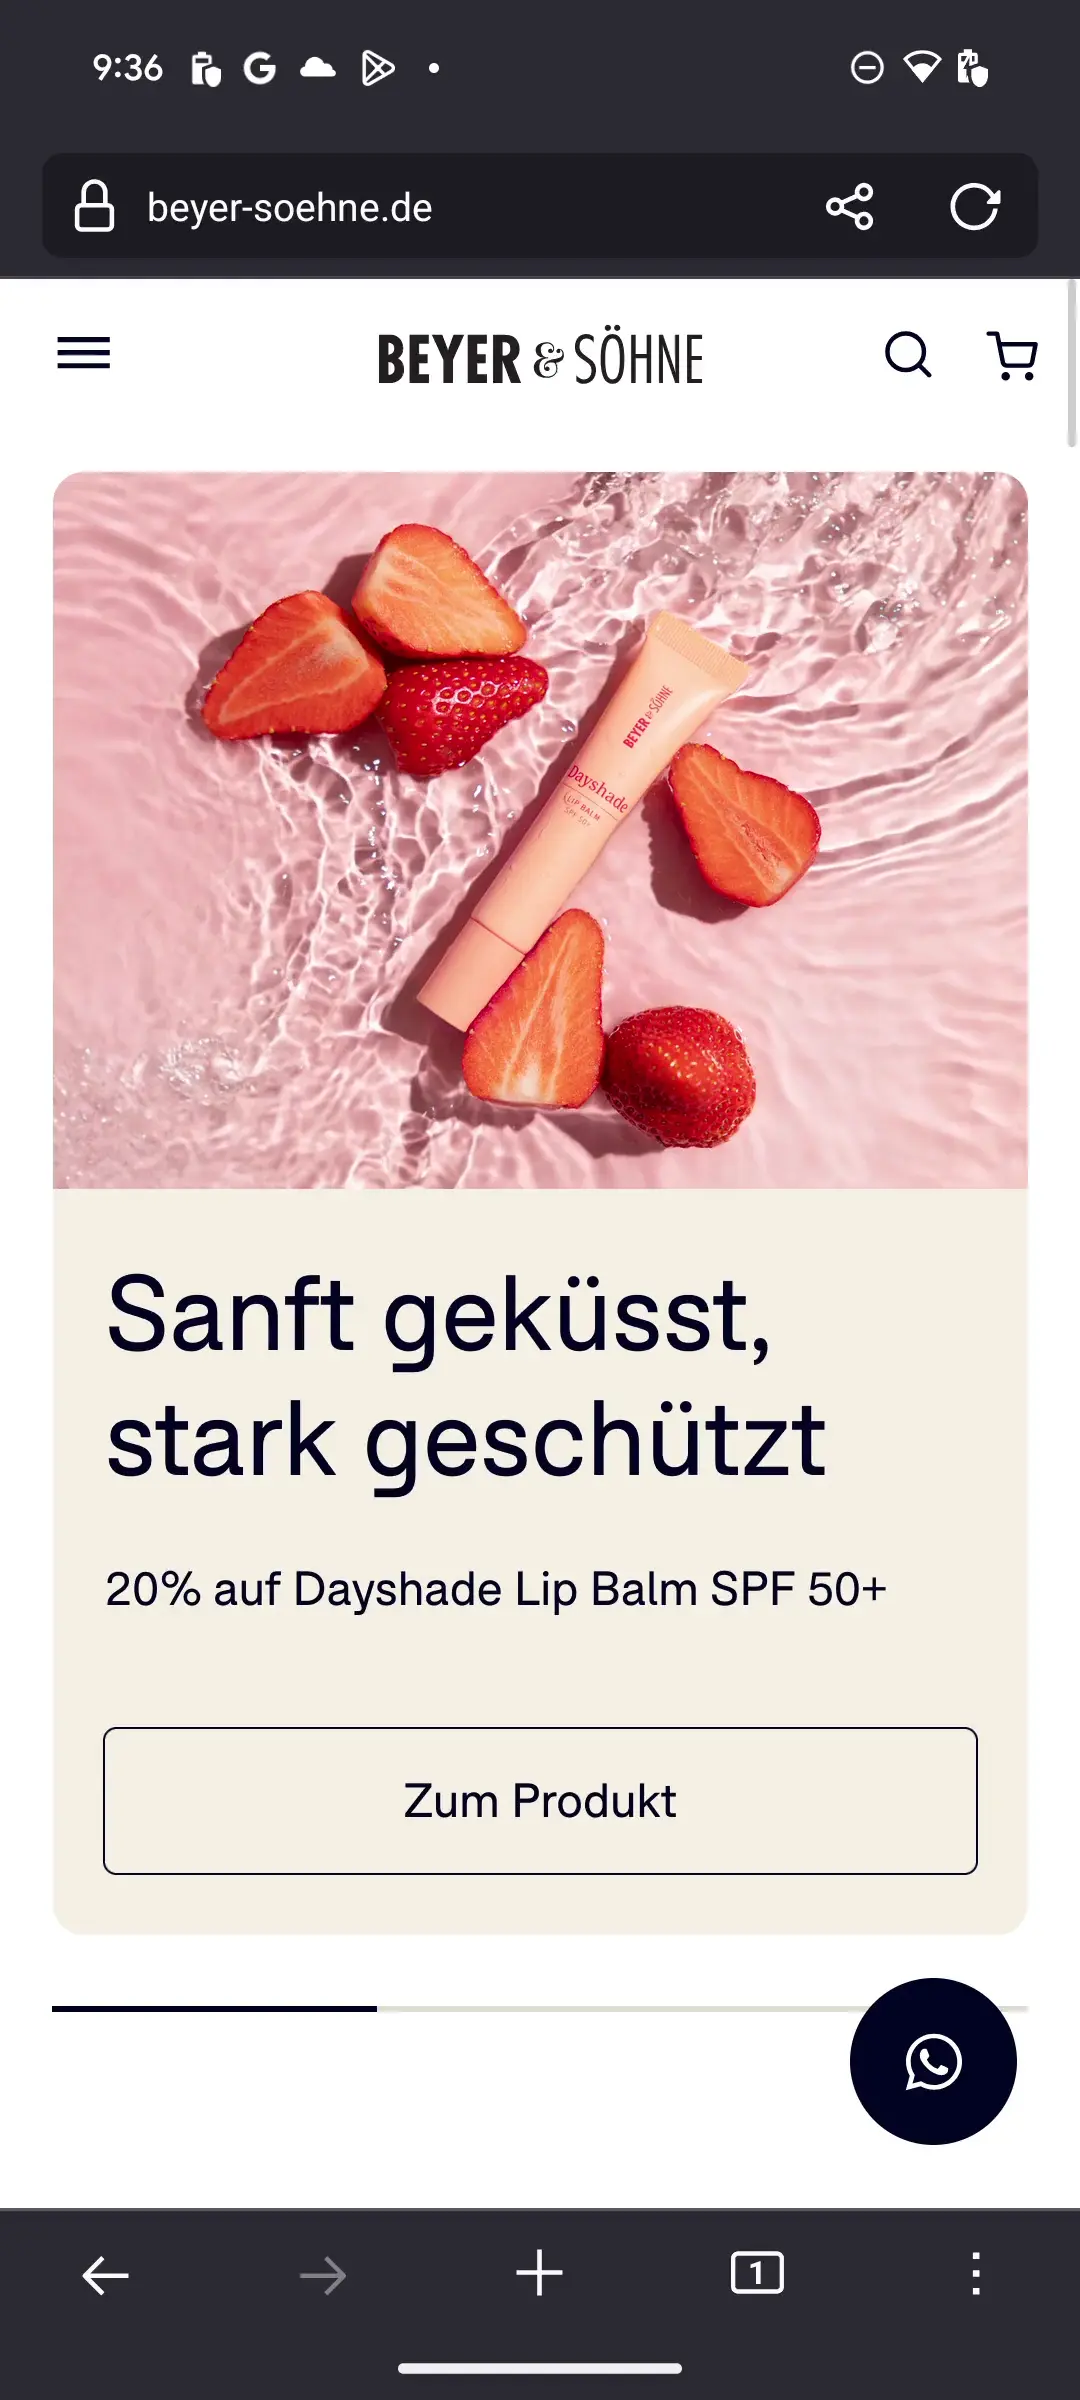 9:36
beyer-soehne.de
BEYER & SÖHNE
BEYER & SÖHNE
Dayshade
LIP BALM
SPF 50+
Sanft geküsst,
stark geschützt
20% auf Dayshade Lip Balm SPF 50+
Zum Produkt
1